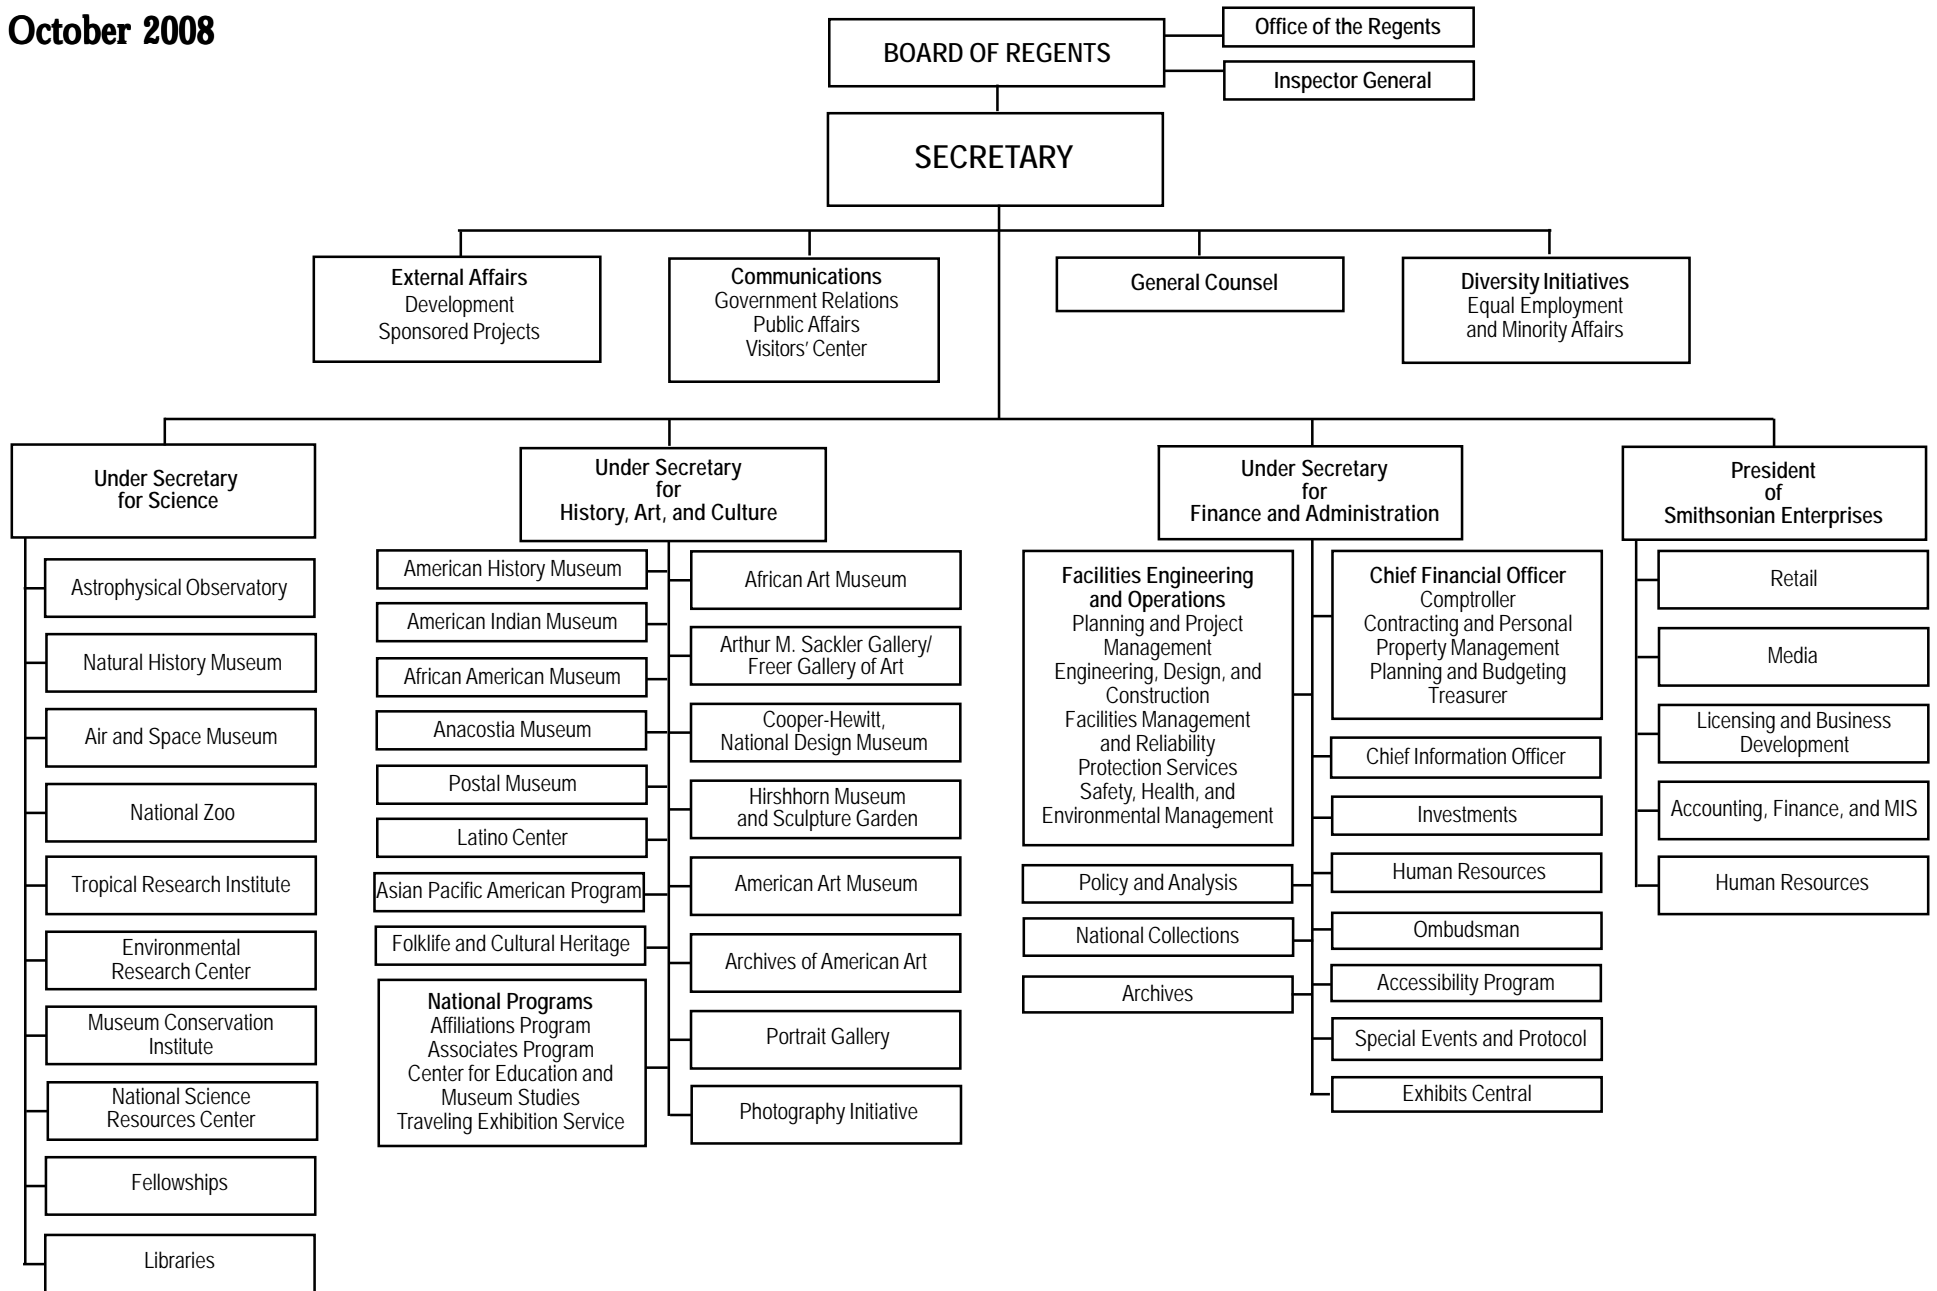 October 2008
BOARD OF REGENTS
Office of the Regents
Inspector General
SECRETARY
External Affairs
Development
Sponsored Projects
Communications
Government Relations
Public Affairs
Visitors' Center
General Counsel
Diversity Initiatives
Equal Employment
and Minority Affairs
Under Secretary
for Science
Astrophysical Observatory
Natural History Museum
Air and Space Museum
National Zoo
Tropical Research Institute
Environmental
Research Center
Museum Conservation
Institute
National Science
Resources Center
Fellowships
Libraries
Under Secretary
for
History, Art, and Culture
American History Museum
American Indian Museum
African American Museum
Anacostia Museum
Postal Museum
Latino Center
Asian Pacific American Program
Folklife and Cultural Heritage
National Programs
Affiliations Program
Associates Program
Center for Education and
Museum Studies
Traveling Exhibition Service
African Art Museum
Arthur M. Sackler Gallery/
Freer Gallery of Art
Cooper-Hewitt,
National Design Museum
Hirshhorn Museum
and Sculpture Garden
American Art Museum
Archives of American Art
Portrait Gallery
Photography Initiative
Under Secretary
for
Finance and Administration
Facilities Engineering
and Operations
Planning and Project
Management
Engineering, Design, and
Construction
Facilities Management
and Reliability
Protection Services
Safety, Health, and
Environmental Management
Policy and Analysis
National Collections
Archives
Chief Financial Officer
Comptroller
Contracting and Personal
Property Management
Planning and Budgeting
Treasurer
Chief Information Officer
Investments
Human Resources
Ombudsman
Accessibility Program
Special Events and Protocol
Exhibits Central
President
of
Smithsonian Enterprises
Retail
Media
Licensing and Business
Development
Accounting, Finance, and MIS
Human Resources